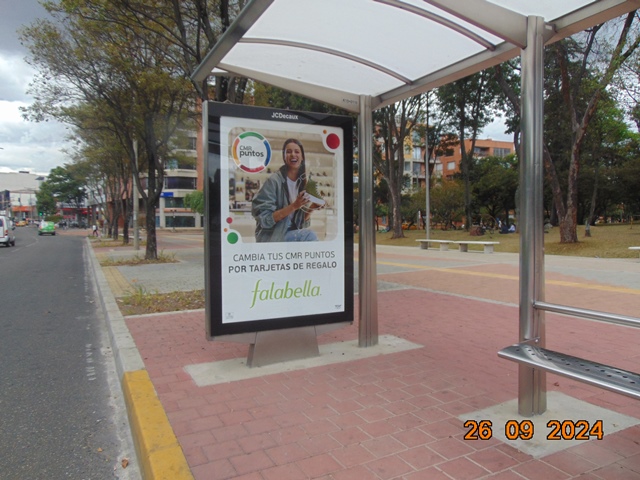 JCDecaux
CMR
puntos
CAMBIA TUS CMR PUNTOS
POR TARJETAS DE REGALO
falabella.
26 09 2024